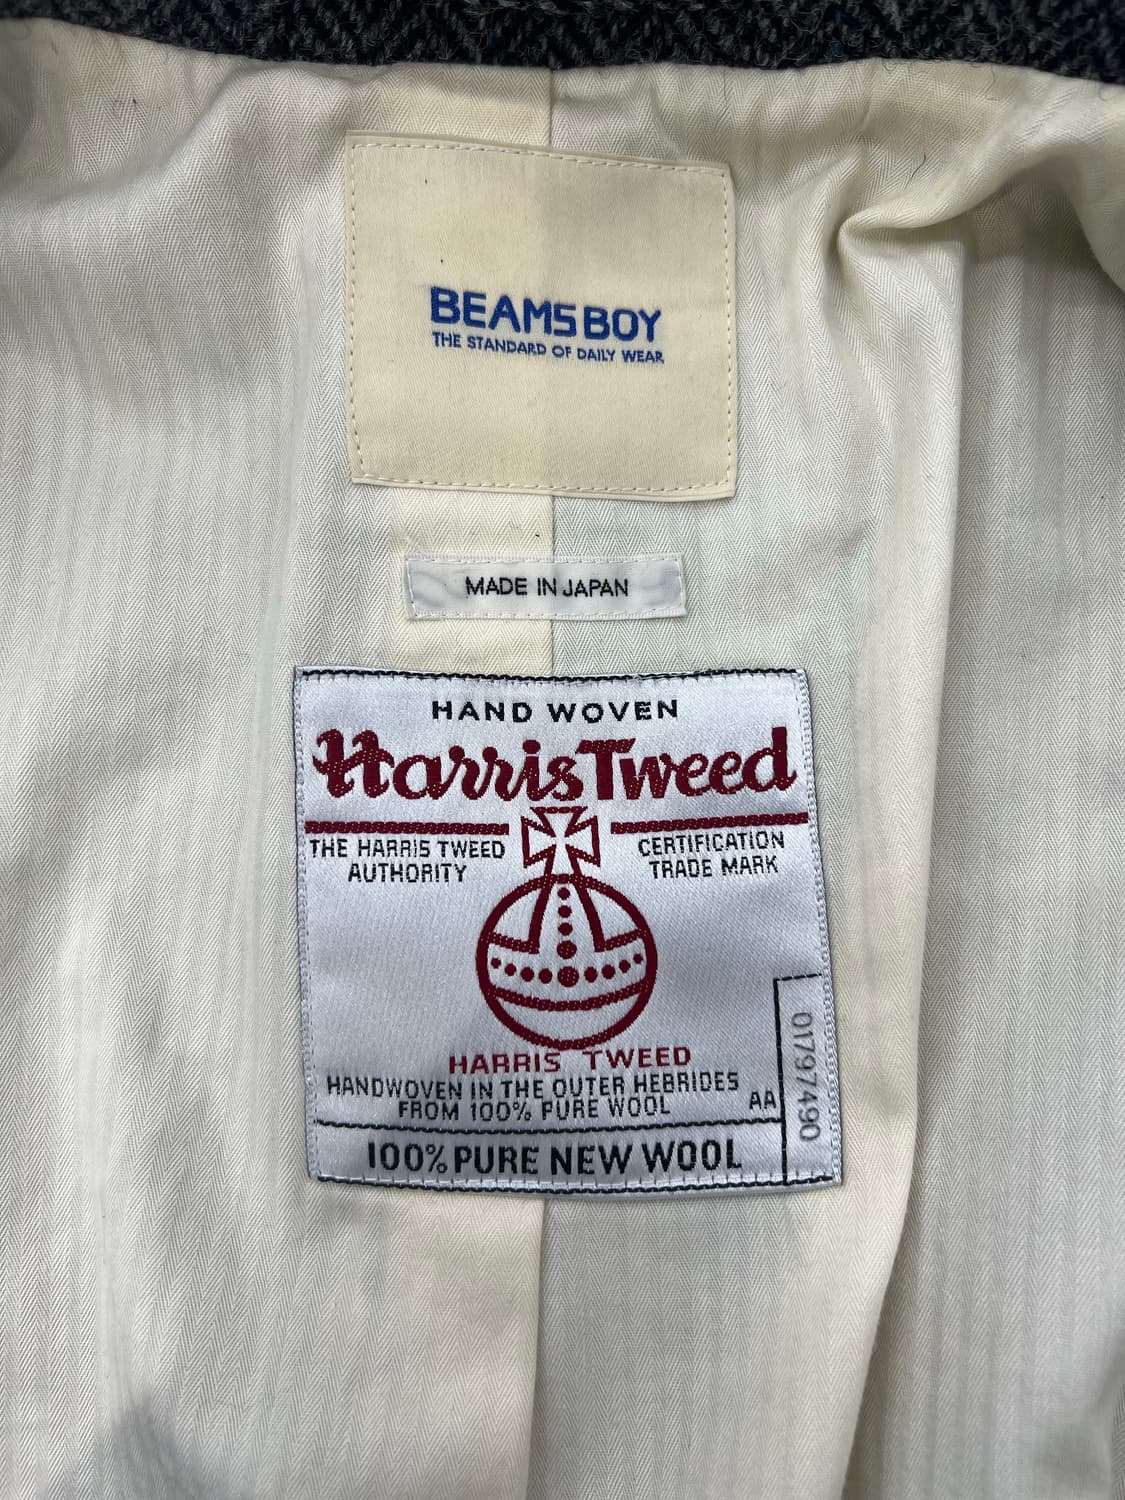 BEAMS BOY
THE STANDARD OF DAILY WEAR
MADE IN JAPAN
HAND WOVEN
Harris Tweed
THE HARRIS TWEED
AUTHORITY
CERTIFICATION
TRADE MARK
HARRIS TWEED
HANDWOVEN IN THE OUTER HEBRIDES
FROM 100% PURE WOOL
AA
01797490
100% PURE NEW WOOL